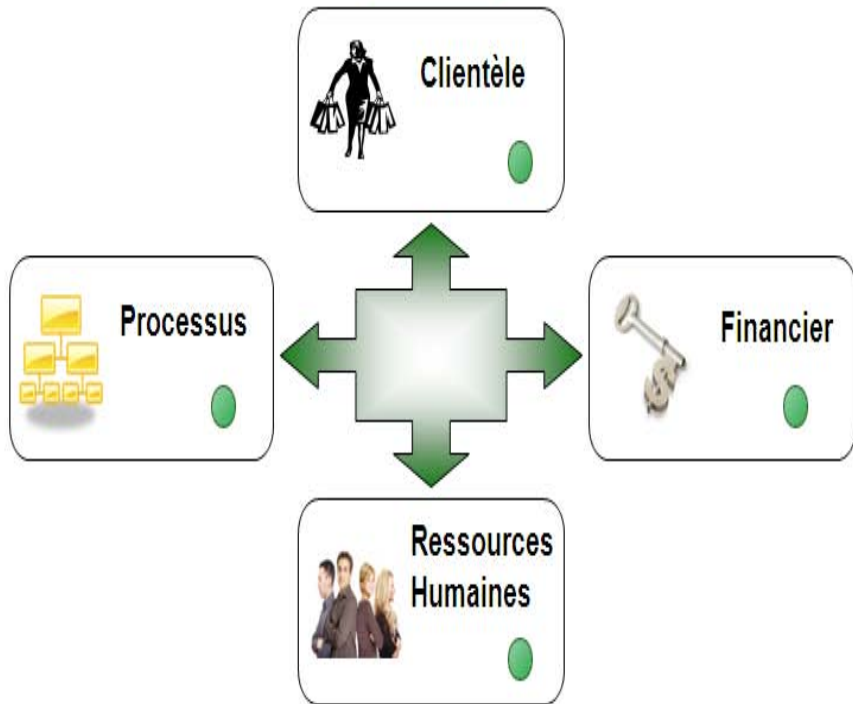 Clientèle
Processus
Financier
Ressources
Humaines